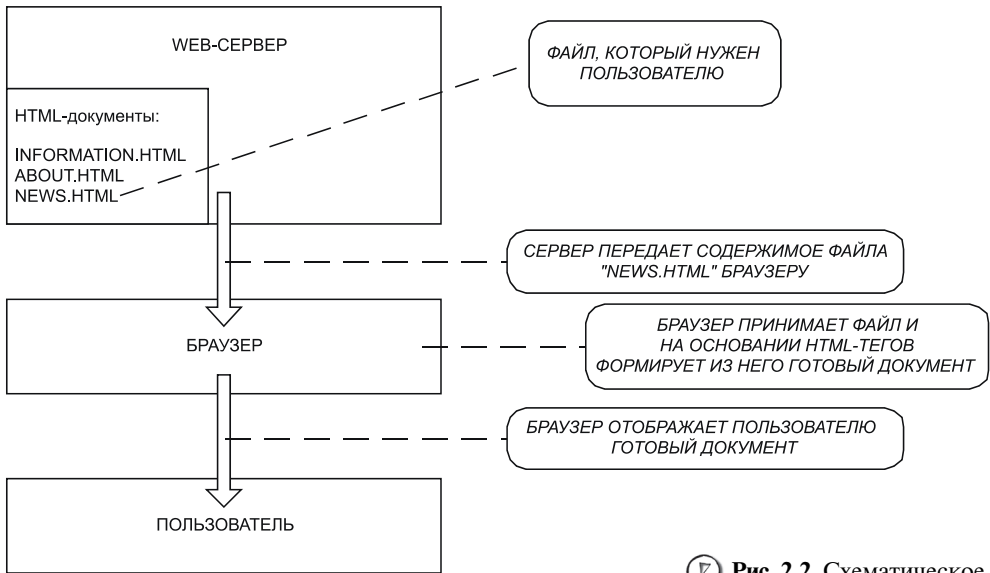 WEB-СЕРВЕР
ФАЙЛ, КОТОРЫЙ НУЖЕН
ПОЛЬЗОВАТЕЛЮ
HTML-документы:
INFORMATION.HTML
ABOUT.HTML
NEWS.HTML
СЕРВЕР ПЕРЕДАЕТ СОДЕРЖИМОЕ ФАЙЛА
"NEWS.HTML" БРАУЗЕРУ
БРАУЗЕР
БРАУЗЕР ПРИНИМАЕТ ФАЙЛ И
НА ОСНОВАНИИ HTML-ТЕГОВ
ФОРМИРУЕТ ИЗ НЕГО ГОТОВЫЙ ДОКУМЕНТ
БРАУЗЕР ОТОБРАЖАЕТ ПОЛЬЗОВАТЕЛЮ
ГОТОВЫЙ ДОКУМЕНТ
ПОЛЬЗОВАТЕЛЬ
Рис. 2.2. Схематическое